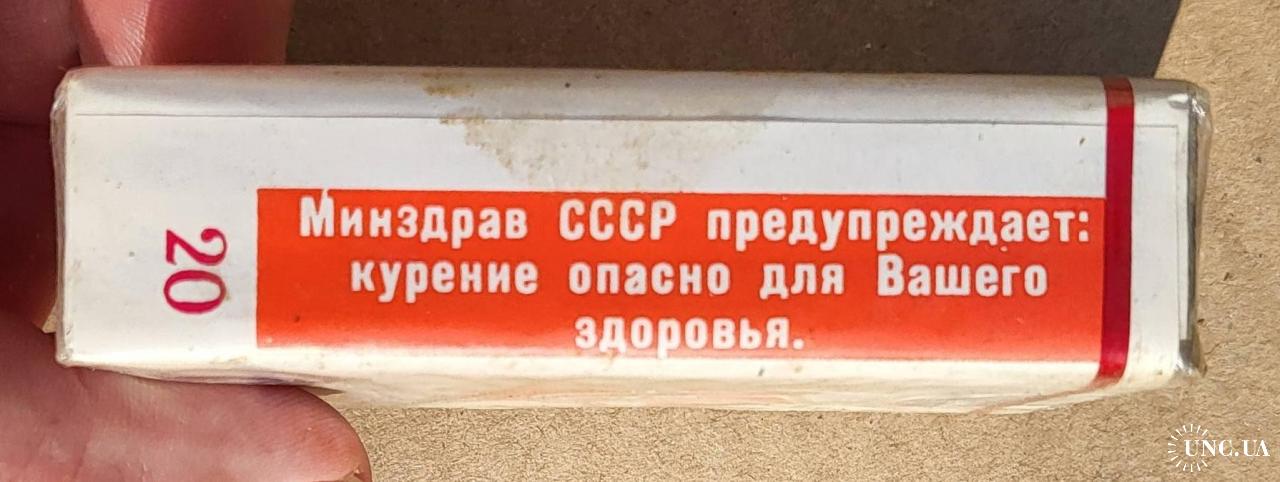 Минздрав СССР предупреждает:
курение опасно для Вашего
здоровья.
20
UNC.UA